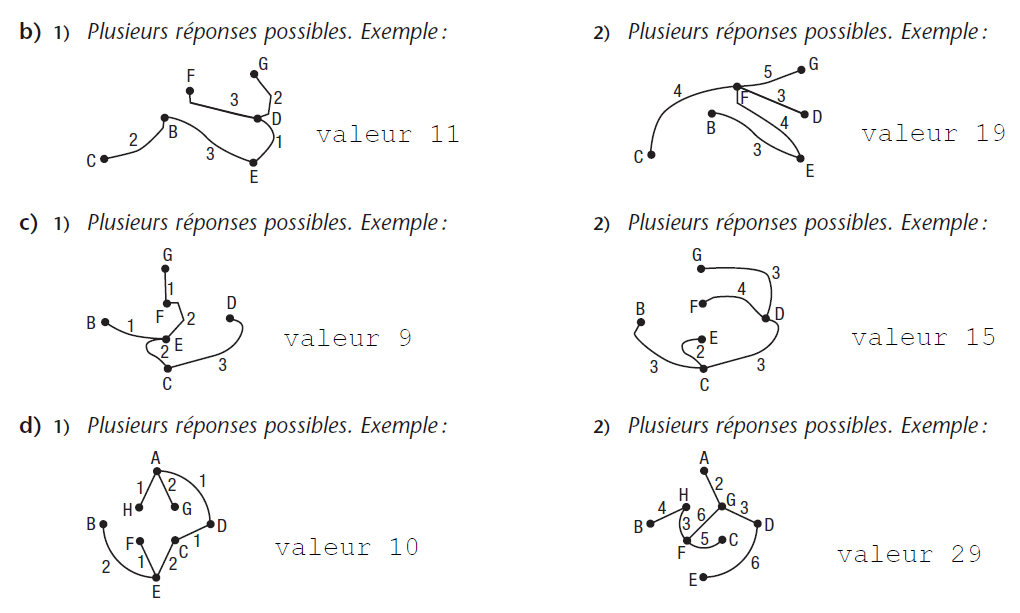 b) 1) Plusieurs réponses possibles. Exemple :
2) Plusieurs réponses possibles. Exemple :
G
F
2
3
D
B
1
2
3
C
E
valeur 11
5
G
4
F
3
D
B
4
3
C
E
valeur 19
c) 1) Plusieurs réponses possibles. Exemple :
2) Plusieurs réponses possibles. Exemple :
G
1
D
B
1
F
2
E
2
3
C
valeur 9
G
3
4
B
F
D
E
2
3
3
C
valeur 15
d) 1) Plusieurs réponses possibles. Exemple :
2) Plusieurs réponses possibles. Exemple :
A
1
2
1
H
G
B
D
F
C
1
1
2
2
E
valeur 10
A
2
H
G
3
4
6
B
3
D
5
C
F
6
E
valeur 29